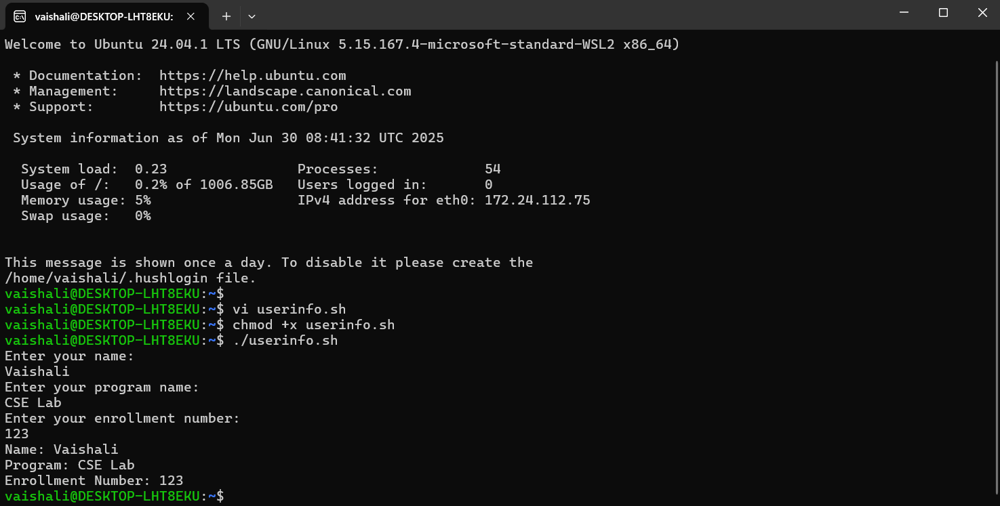 vaishali@DESKTOP-LHT8EKU:
Welcome to Ubuntu 24.04.1 LTS (GNU/Linux 5.15.167.4-microsoft-standard-WSL2 x86_64)
* Documentation:  https://help.ubuntu.com
* Management:     https://landscape.canonical.com
* Support:        https://ubuntu.com/pro
System information as of Mon Jun 30 08:41:32 UTC 2025
System load:  0.23                Processes:             54
Usage of /:   0.2% of 1006.85GB   Users logged in:       0
Memory usage: 5%                  IPv4 address for eth0: 172.24.112.75
Swap usage:   0%
This message is shown once a day. To disable it please create the
/home/vaishali/.hushlogin file.
vaishali@DESKTOP-LHT8EKU:~$
vaishali@DESKTOP-LHT8EKU:~$ vi userinfo.sh
vaishali@DESKTOP-LHT8EKU:~$ chmod +x userinfo.sh
vaishali@DESKTOP-LHT8EKU:~$ ./userinfo.sh
Enter your name:
Vaishali
Enter your program name:
CSE Lab
Enter your enrollment number:
123
Name: Vaishali
Program: CSE Lab
Enrollment Number: 123
vaishali@DESKTOP-LHT8EKU:~$